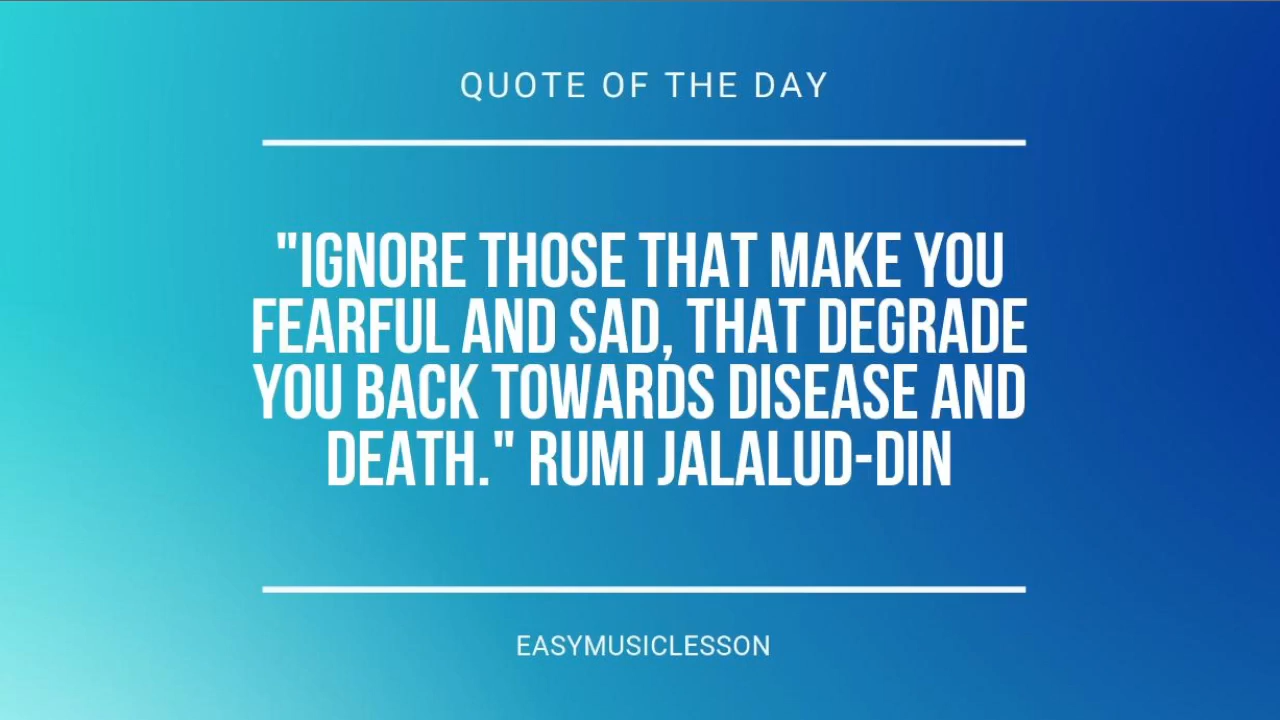 QUOTE OF THE DAY
"IGNORE THOSE THAT MAKE YOU
FEARFUL AND SAD, THAT DEGRADE
YOU BACK TOWARDS DISEASE AND
DEATH." RUMI JALALUD-DIN
EASYMUSICLESSON